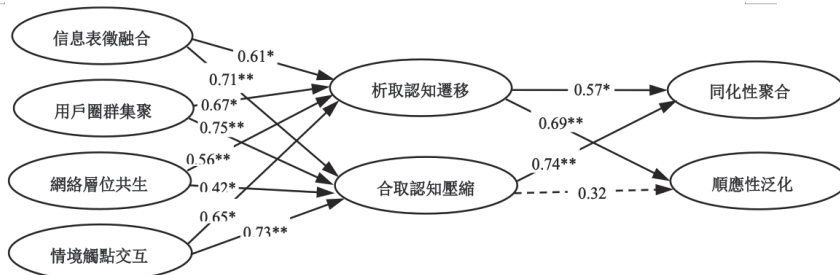 信息表徵融合
用戶圈群集聚
網絡層位共生
情境觸點交互
0.61*
0.71**
0.67*
0.75**
0.56**
0.42*
0.65*
0.73**
析取認知遷移
合取認知壓縮
0.57*
0.69**
0.74**
0.32
同化性聚合
順應性泛化